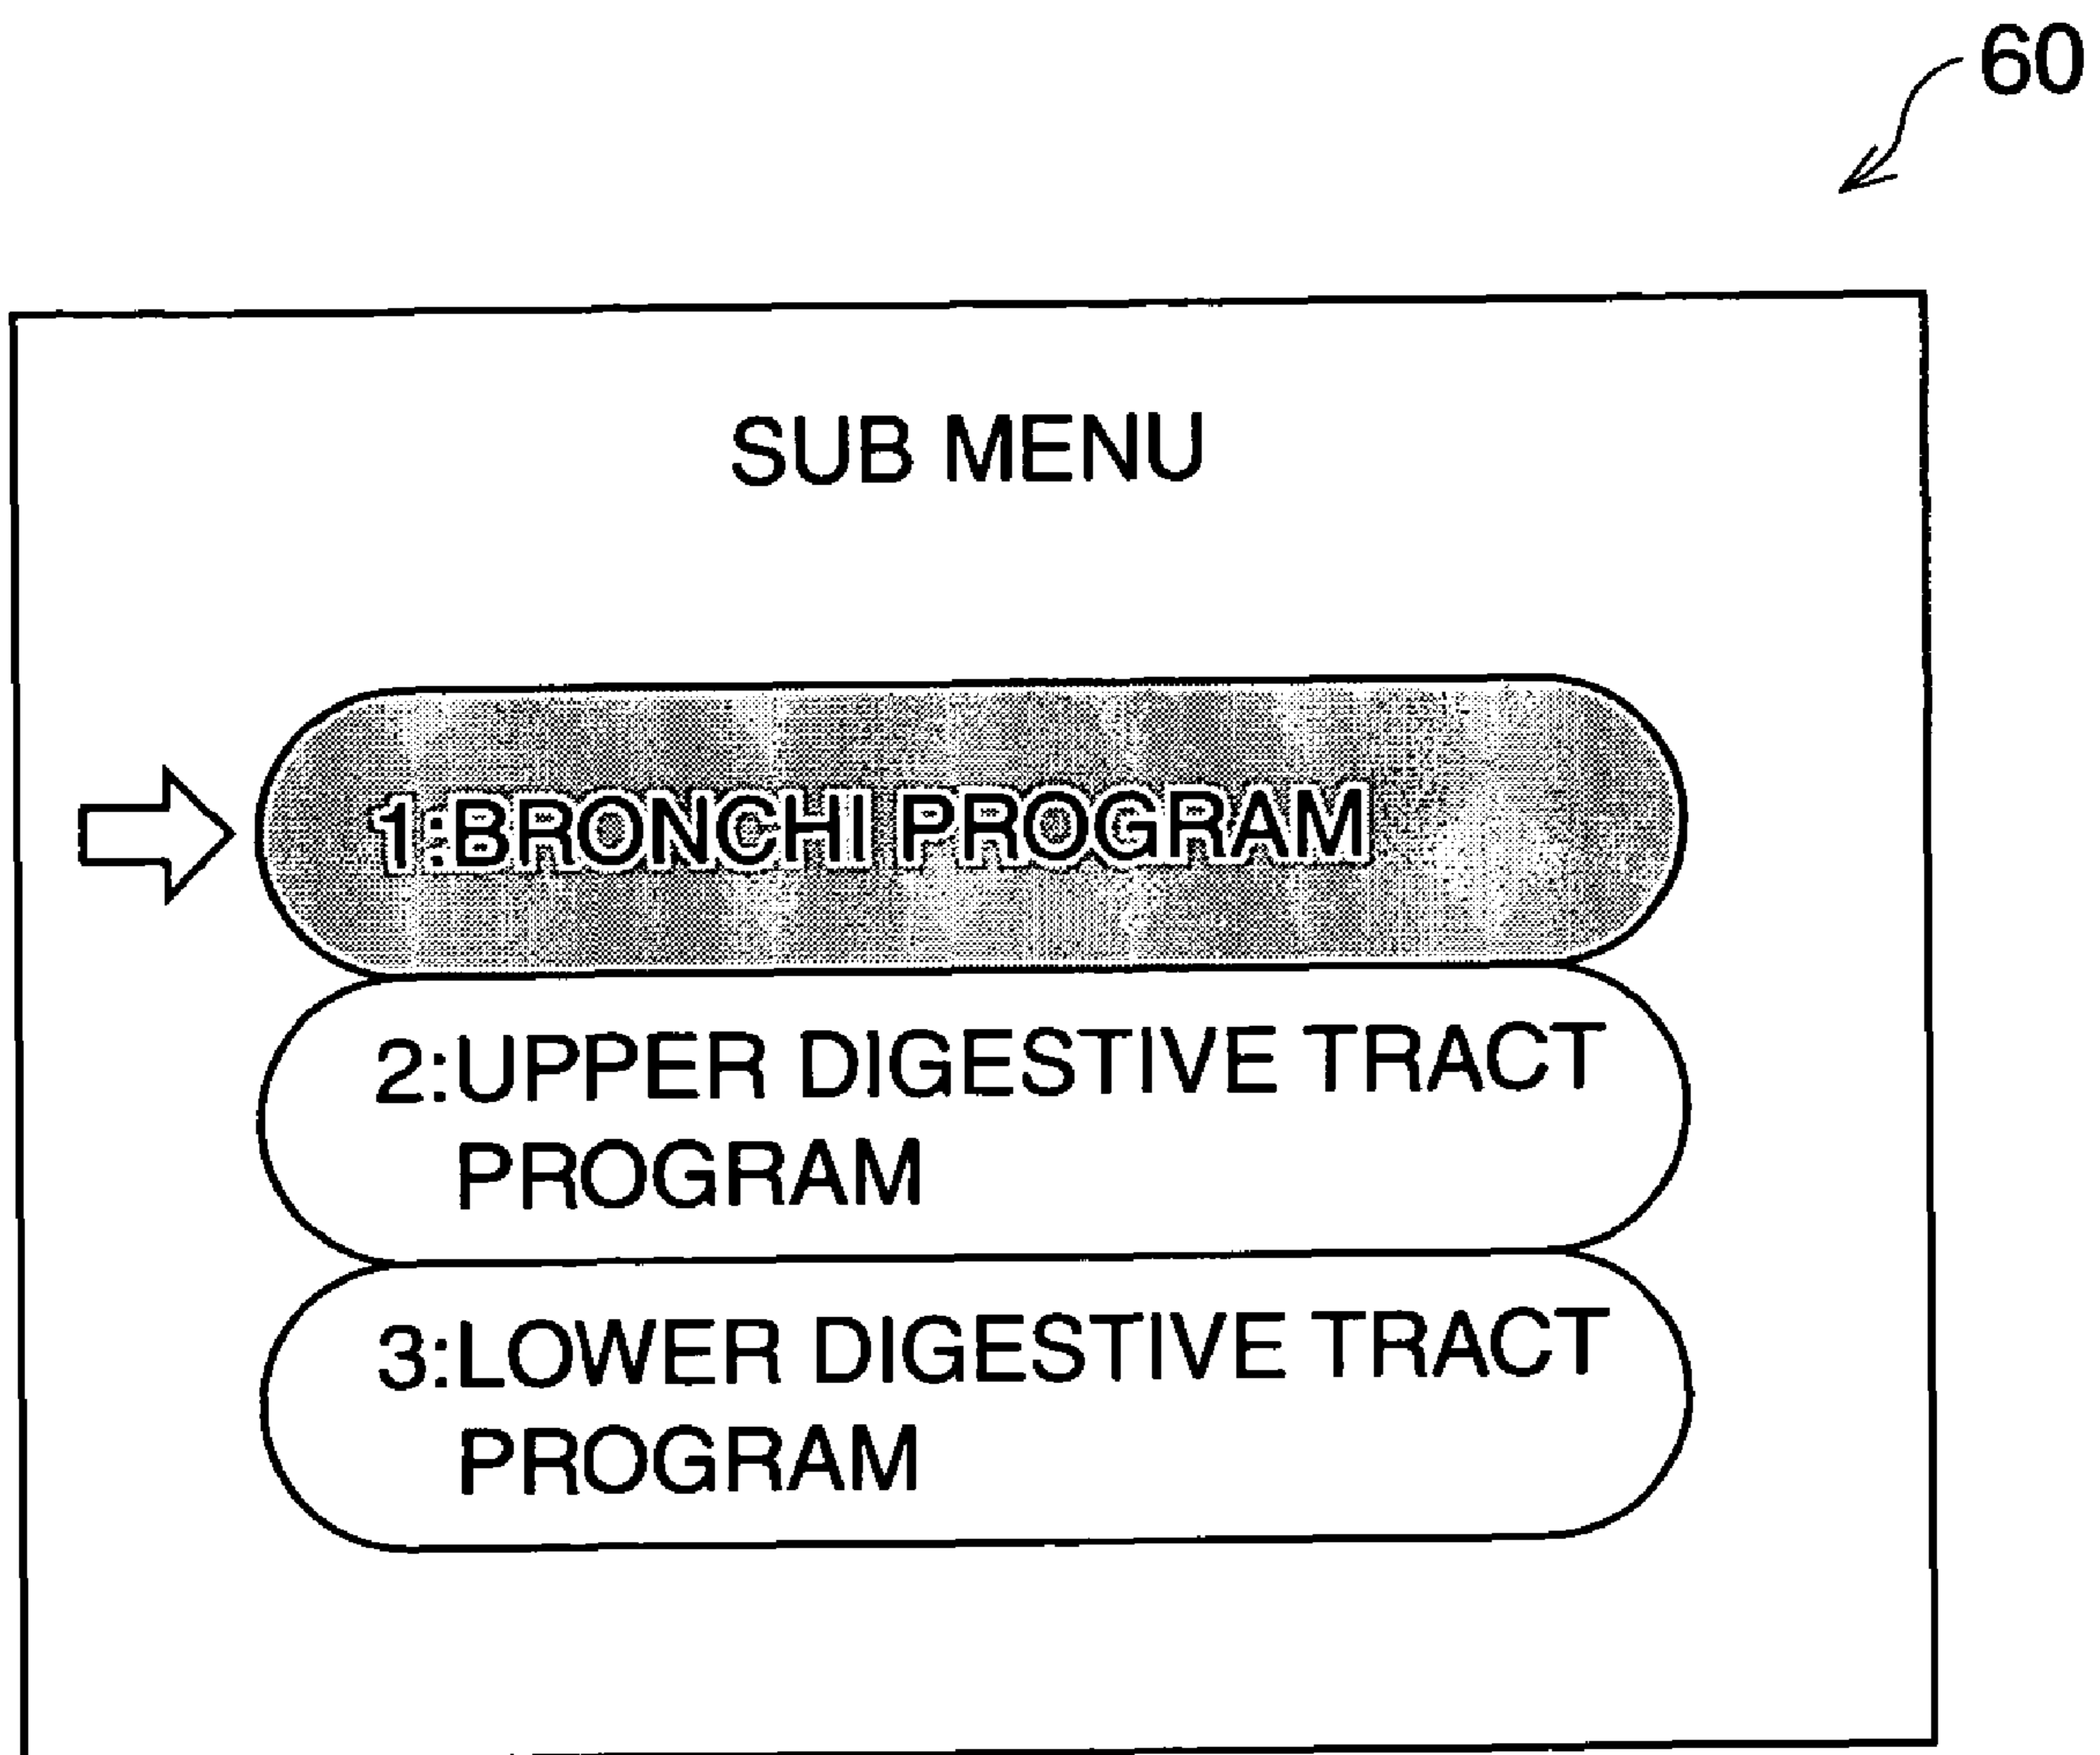 60
SUB MENU
1:BRONCHI PROGRAM
2:UPPER DIGESTIVE TRACT
PROGRAM
3:LOWER DIGESTIVE TRACT
PROGRAM